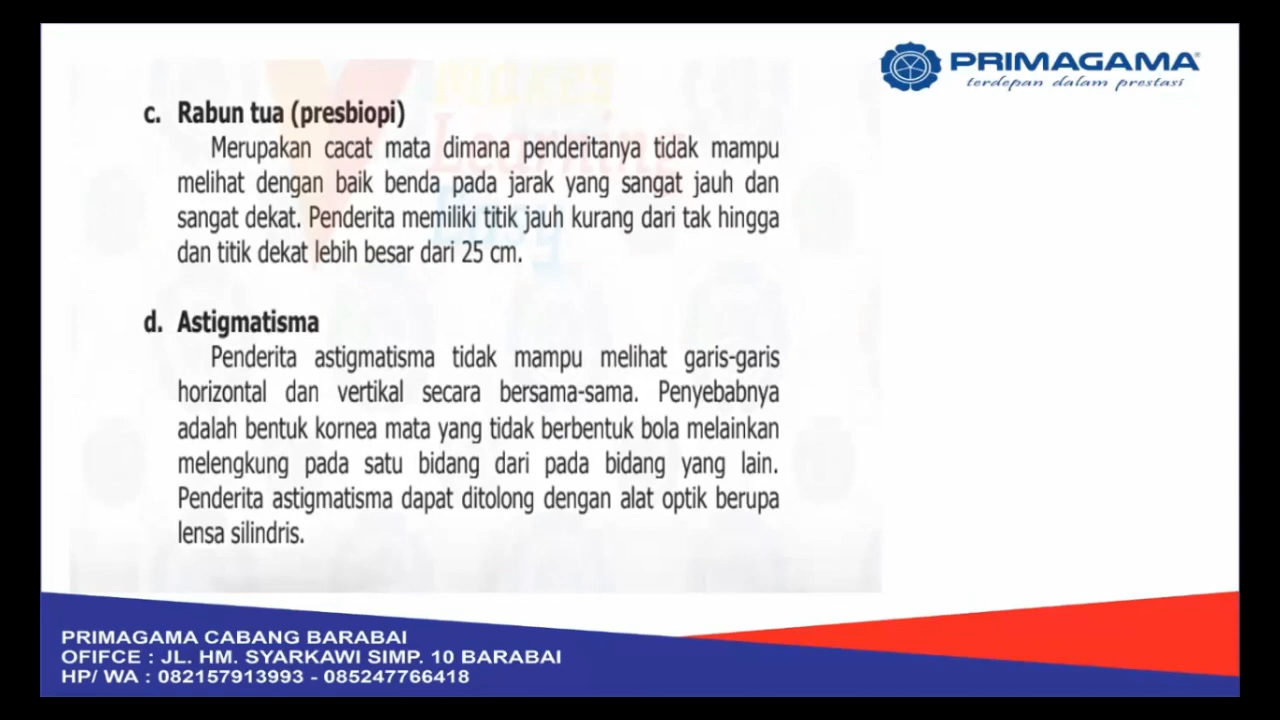 PRIMAGAMA
terdepan dalam prestasi
c. Rabun tua (presbiopi)
Merupakan cacat mata dimana penderitanya tidak mampu
melihat dengan baik benda pada jarak yang sangat jauh dan
sangat dekat. Penderita memiliki titik jauh kurang dari tak hingga
dan titik dekat lebih besar dari 25 cm.
d. Astigmatisma
Penderita astigmatisma tidak mampu melihat garis-garis
horizontal dan vertikal secara bersama-sama. Penyebabnya
adalah bentuk kornea mata yang tidak berbentuk bola melainkan
melengkung pada satu bidang dari pada bidang yang lain.
Penderita astigmatisma dapat ditolong dengan alat optik berupa
lensa silindris.
PRIMAGAMA CABANG BARABAI
OFIFCE : JL. HM. SYARKAWI SIMP. 10 BARABAI
HP/ WA : 082157913993 - 085247766418